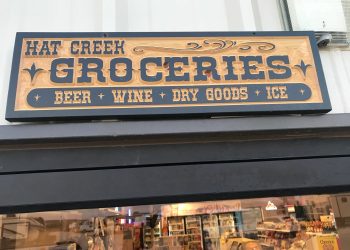 HAT CREEK
GROCERIES
BEER + WINE + DRY GOODS + ICE